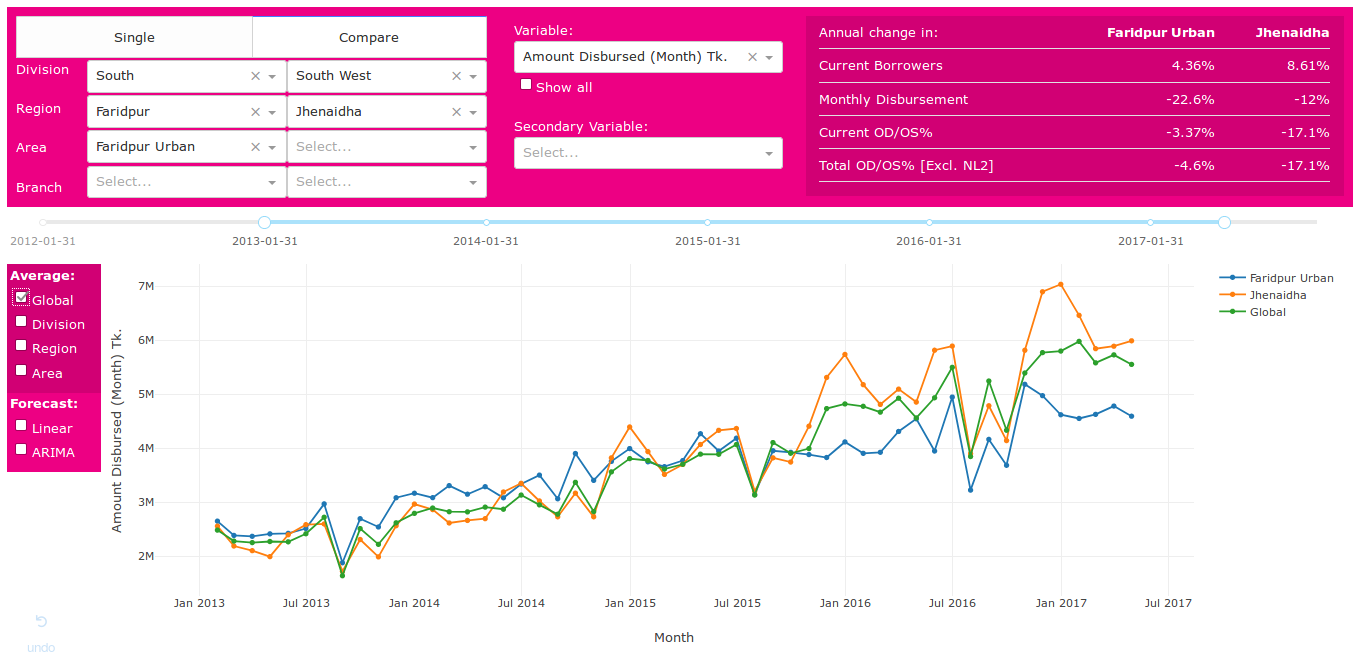 Single Compare
Division South South West
Region Faridpur Jhenaidha
Area Faridpur Urban Select...
Branch Select... Select...
Variable:
Amount Disbursed (Month) Tk.
Show all
Secondary Variable:
Select...
Annual change in: Faridpur Urban Jhenaidha
Current Borrowers 4.36% 8.61%
Monthly Disbursement -22.6% -12%
Current OD/OS% -3.37% -17.1%
Total OD/OS% [Excl. NL2] -4.6% -17.1%
2012-01-31 2013-01-31 2014-01-31 2015-01-31 2016-01-31 2017-01-31
Average:
Global
Division
Region
Area
Forecast:
Linear
ARIMA
undo
Amount Disbursed (Month) Tk.
7M
6M
5M
4M
3M
2M
Jan 2013 Jul 2013 Jan 2014 Jul 2014 Jan 2015 Jul 2015 Jan 2016 Jul 2016 Jan 2017 Jul 2017
Month
Faridpur Urban
Jhenaidha
Global